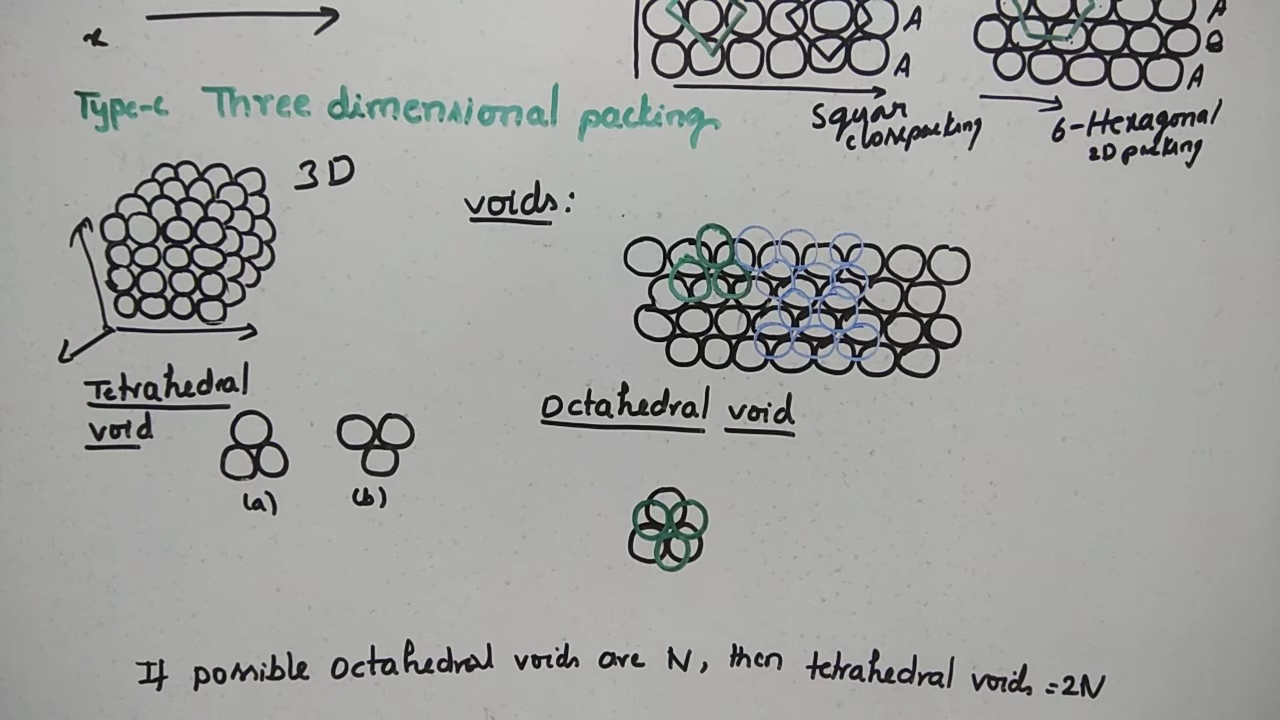 x
A
A
A
B
A
Squar
closepacking
6-Hexagonal
2D packing
Type-C Three dimensional packing
3D
voids:
Tetrahedral
void
(a) (b)
Octahedral void
If possible octahedral voids are N, then tetrahedral voids =2N